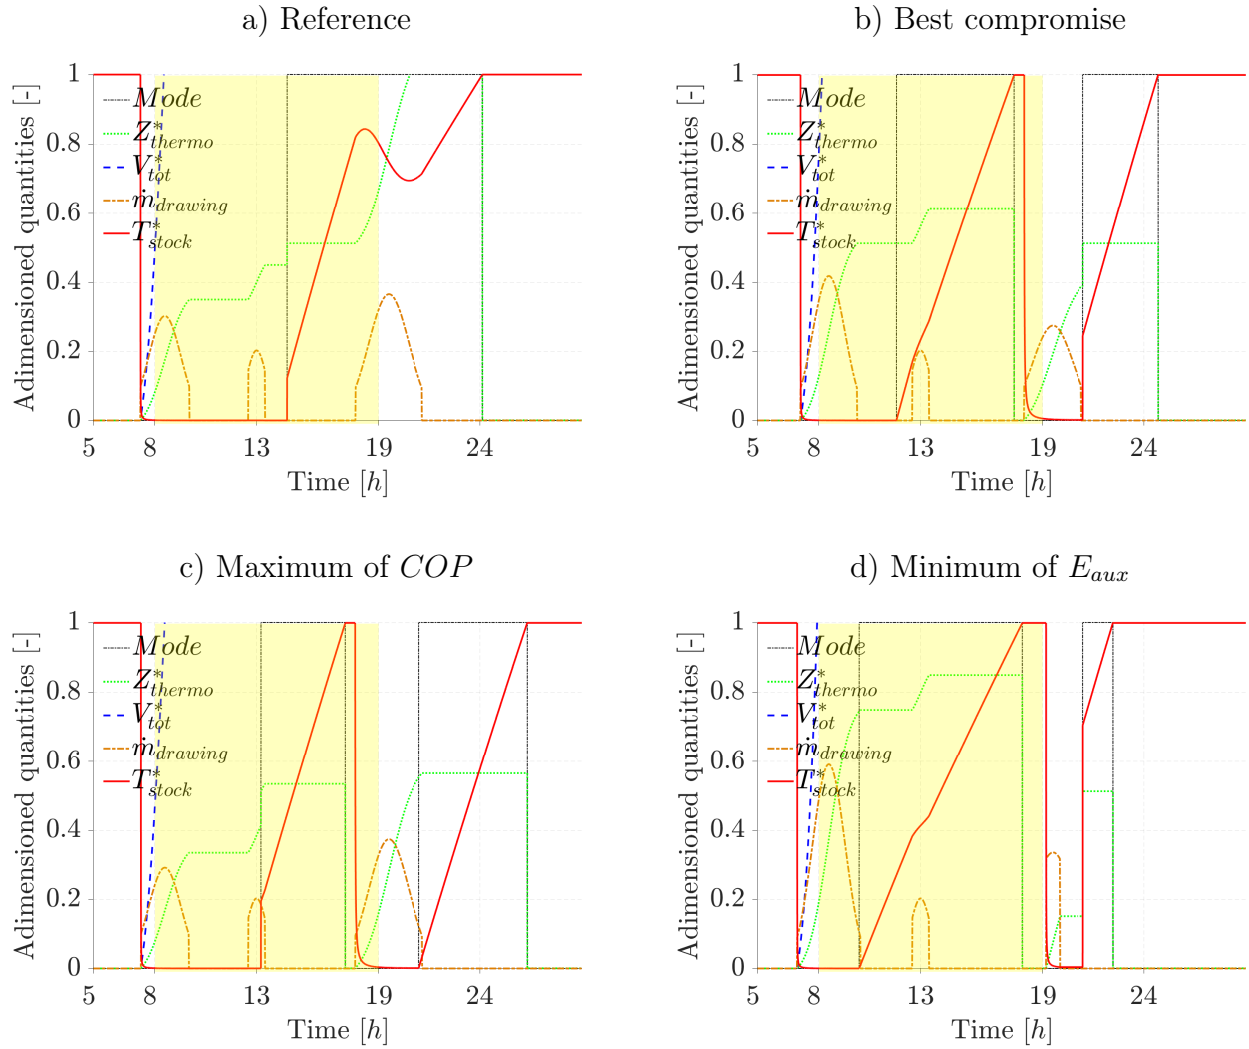 a) Reference
Adimensioned quantities [-]
1
0.8
0.6
0.4
0.2
0
Mode
Z*thermo
V*tot
ṁdrawing
T*stock
5 8 13 19 24
Time [h]
b) Best compromise
Adimensioned quantities [-]
1
0.8
0.6
0.4
0.2
0
Mode
Z*thermo
V*tot
ṁdrawing
T*stock
5 8 13 19 24
Time [h]
c) Maximum of COP
Adimensioned quantities [-]
1
0.8
0.6
0.4
0.2
0
Mode
Z*thermo
V*tot
ṁdrawing
T*stock
5 8 13 19 24
Time [h]
d) Minimum of Eaux
Adimensioned quantities [-]
1
0.8
0.6
0.4
0.2
0
Mode
Z*thermo
V*tot
ṁdrawing
T*stock
5 8 13 19 24
Time [h]